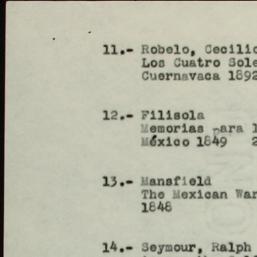 11.- Robelo, Cecilio
Los Cuatro Sole
Cuernavaca 1892
12.- Filisola
Memorias para 1
México 1849 2
13.- Mansfield
The Mexican War
1848
14.- Seymour, Ralph